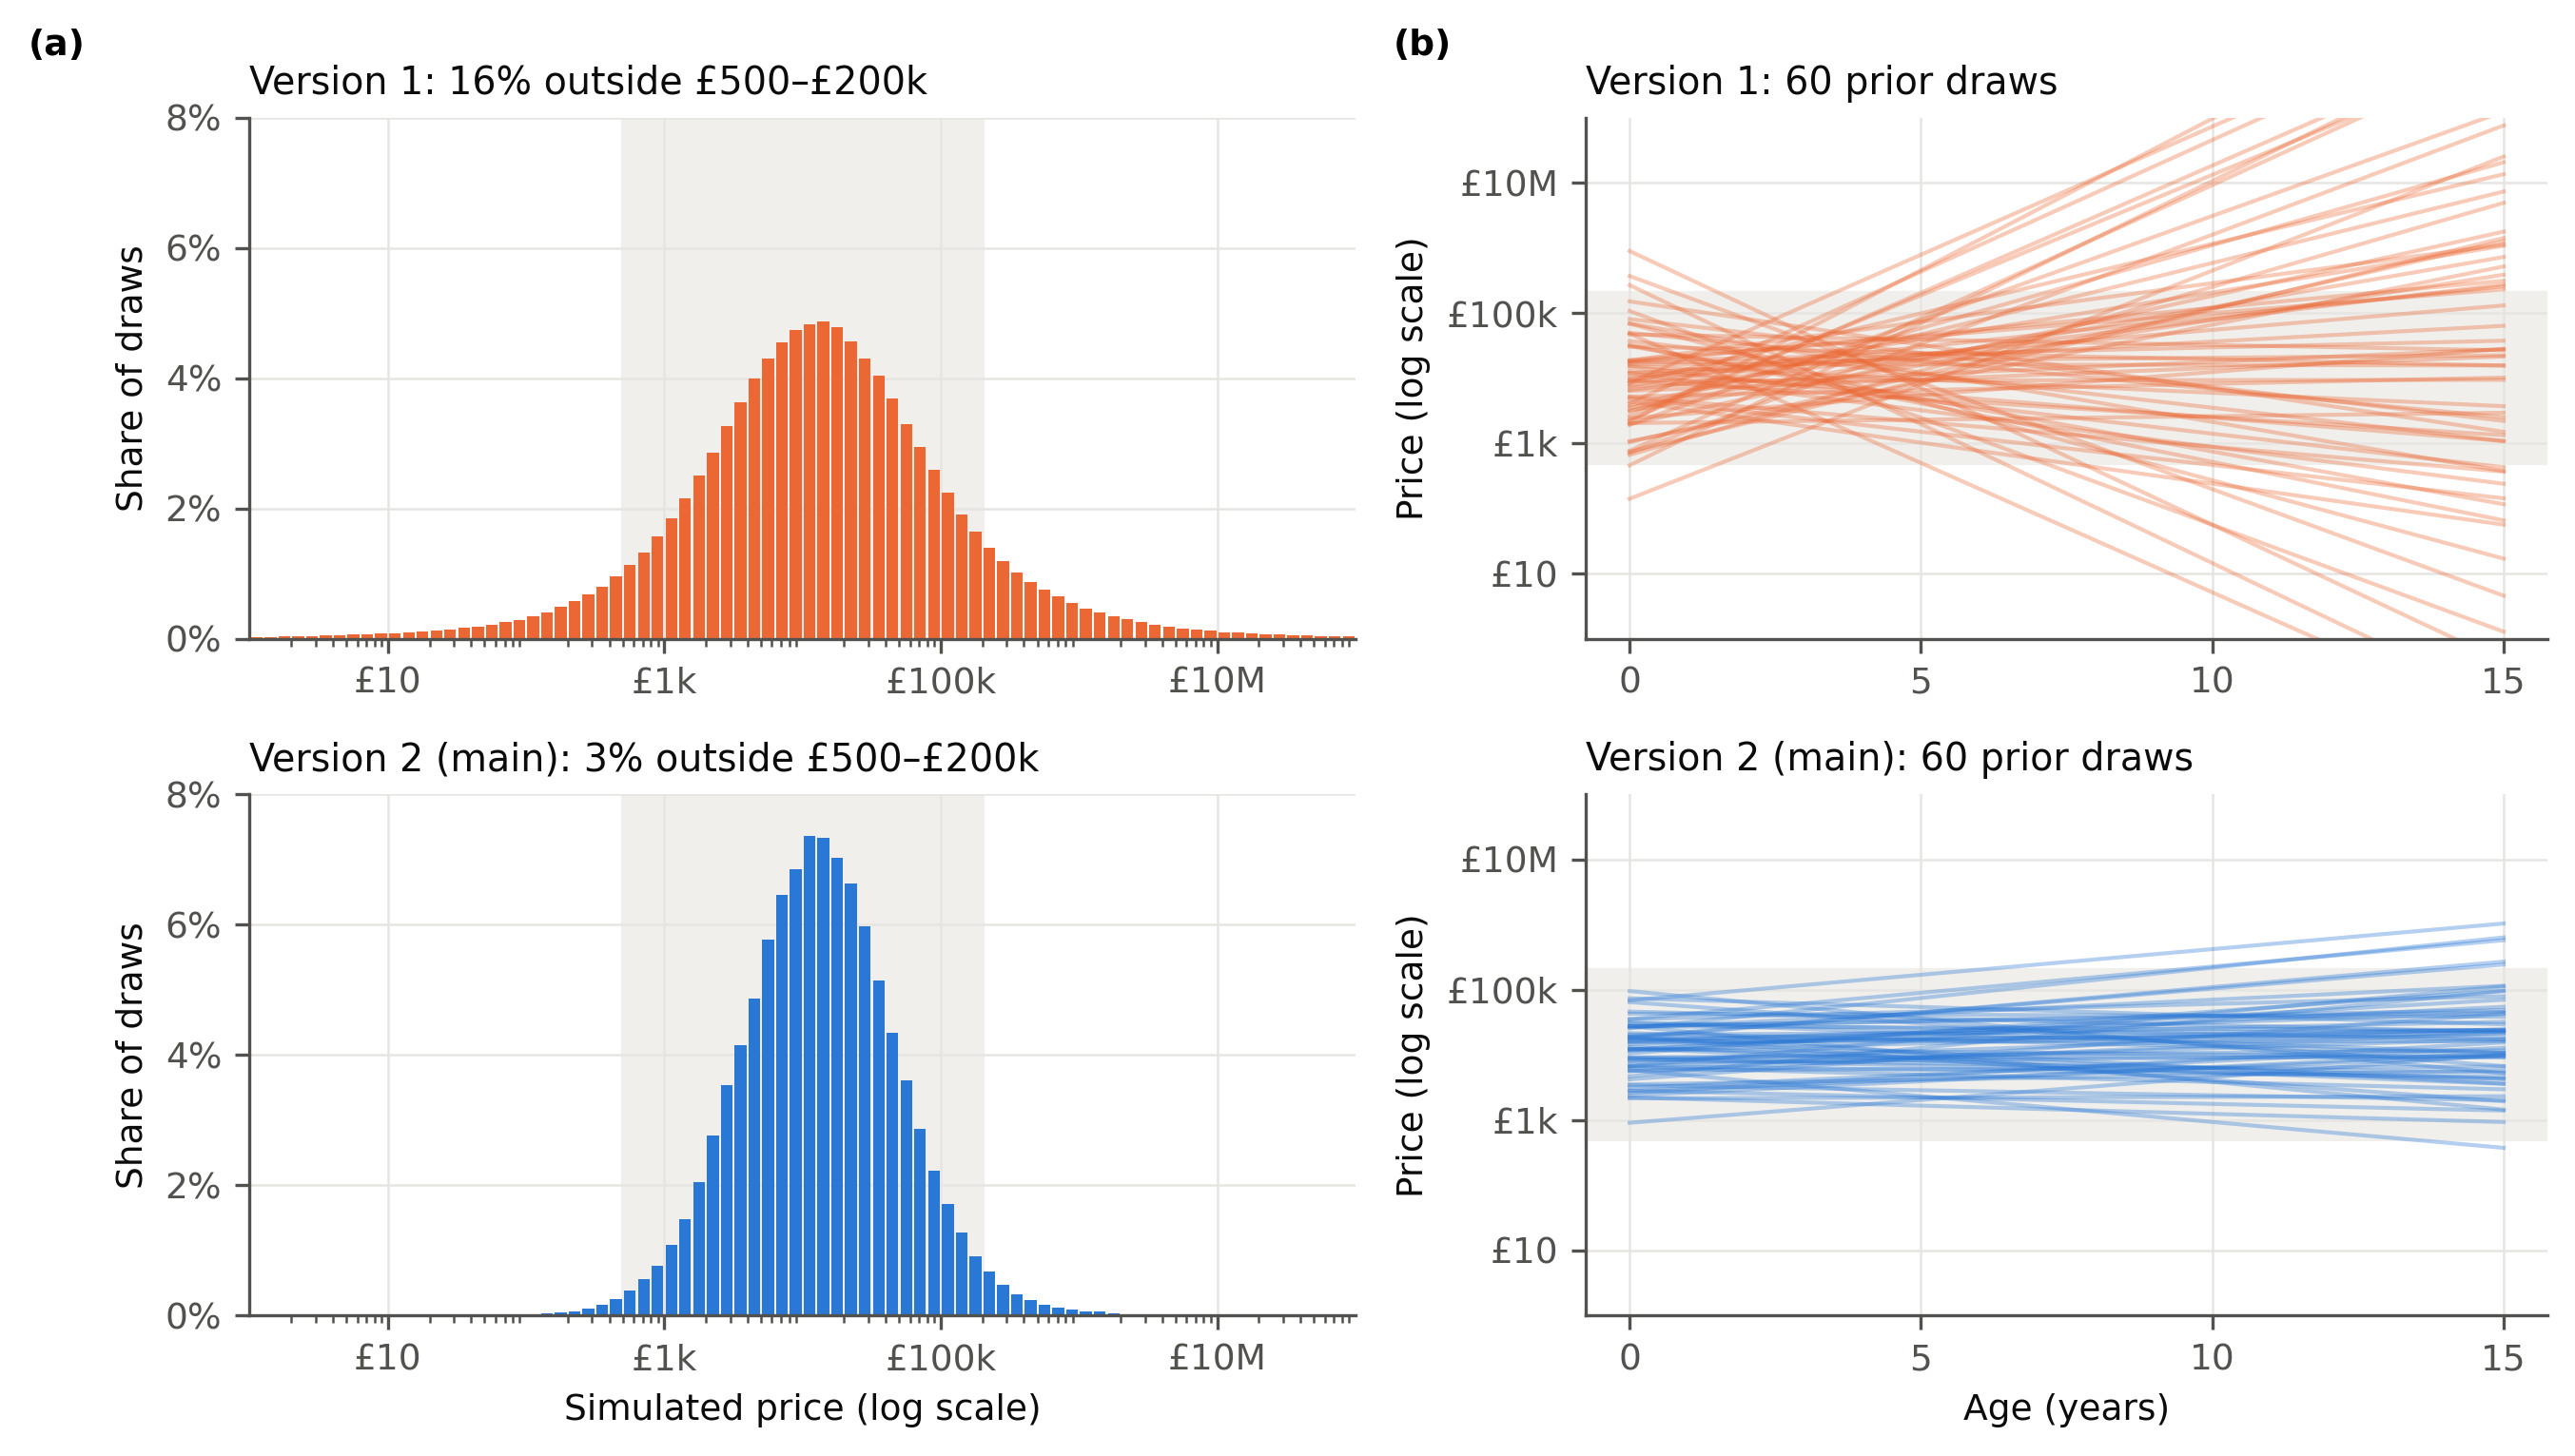 (a)
Version 1: 16% outside £500–£200k
8%
6%
4%
2%
0%
Share of draws
£10
£1k
£100k
£10M
(b)
Version 1: 60 prior draws
£10M
£100k
£1k
£10
Price (log scale)
0
5
10
15
Version 2 (main): 3% outside £500–£200k
8%
6%
4%
2%
0%
Share of draws
£10
£1k
£100k
£10M
Simulated price (log scale)
Version 2 (main): 60 prior draws
£10M
£100k
£1k
£10
Price (log scale)
0
5
10
15
Age (years)